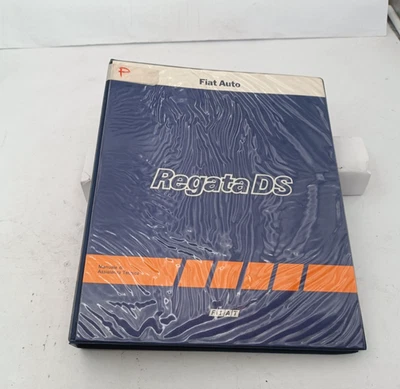 P
Fiat Auto
Regata DS
FIAT